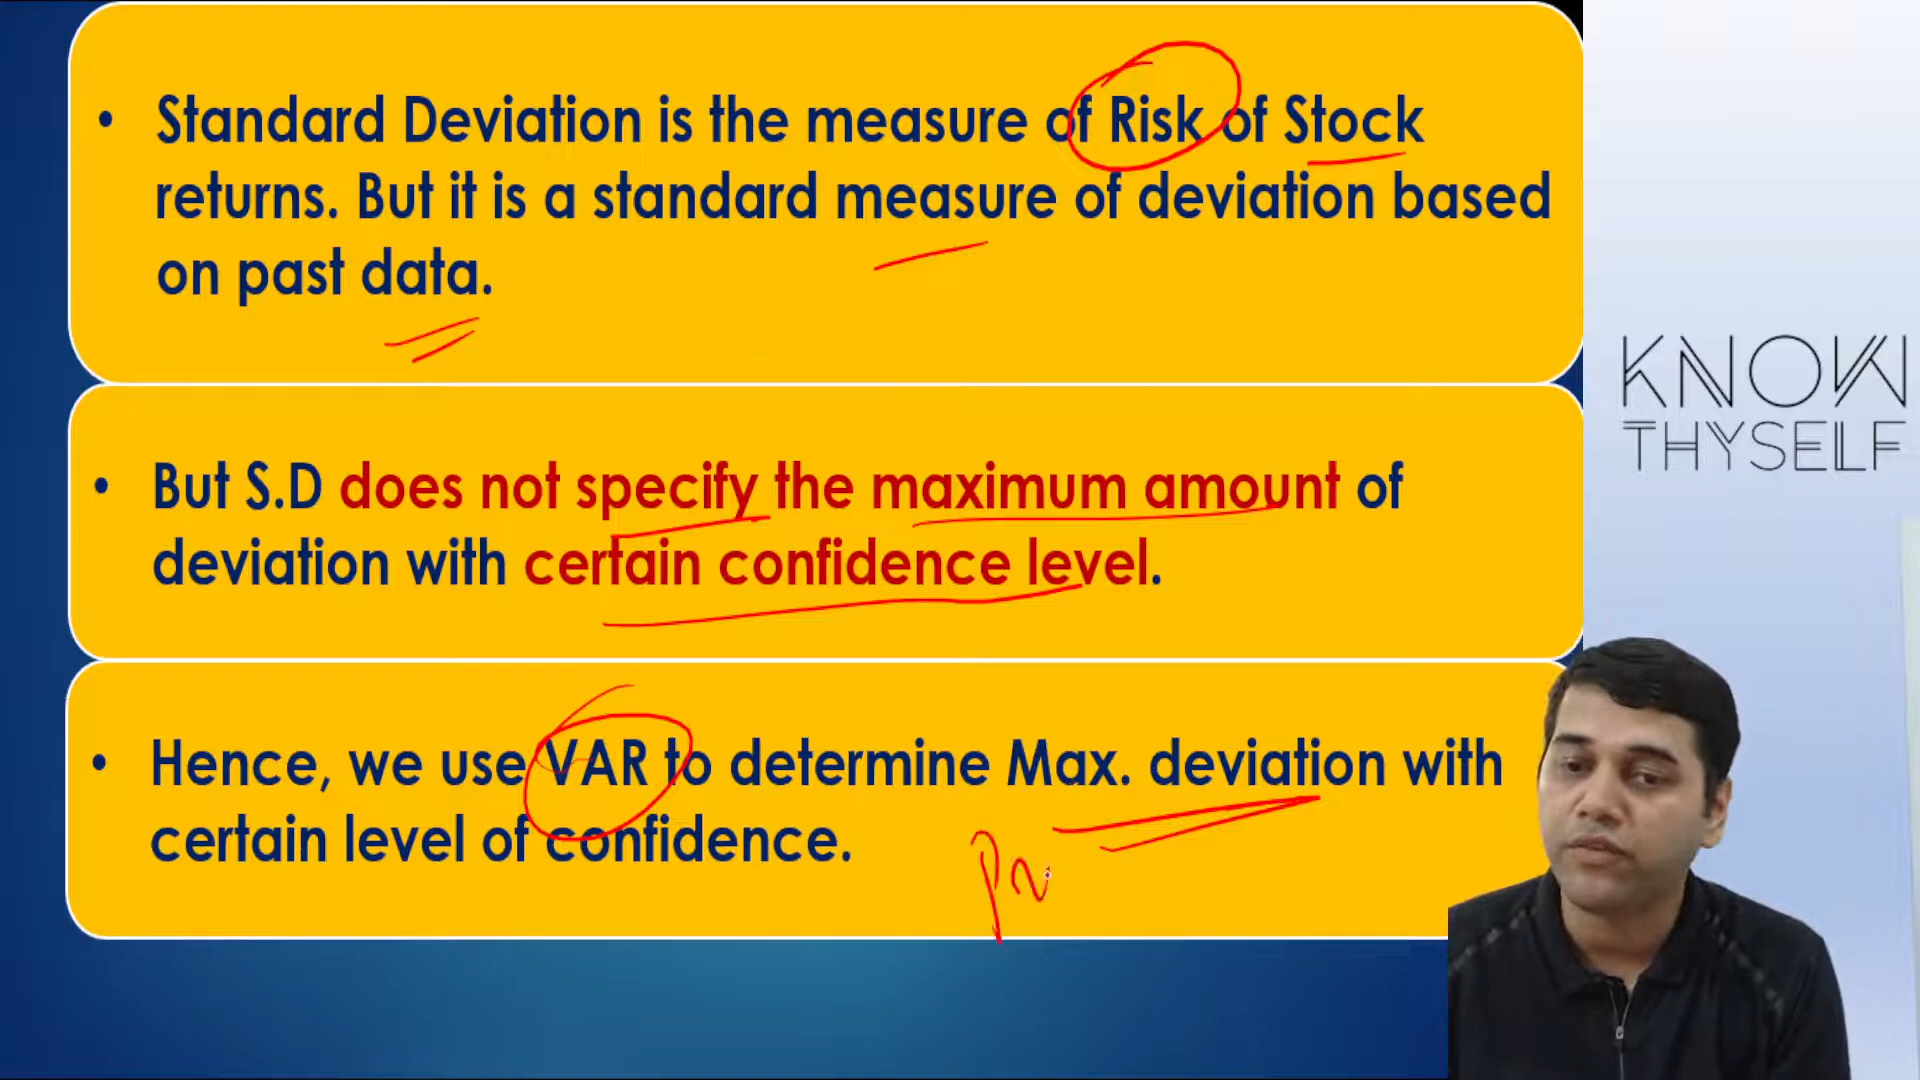 • Standard Deviation is the measure of Risk of Stock
returns. But it is a standard measure of deviation based
on past data.
• But S.D does not specify the maximum amount of
deviation with certain confidence level.
• Hence, we use VAR to determine Max. deviation with
certain level of confidence.
KNOW
THYSELF